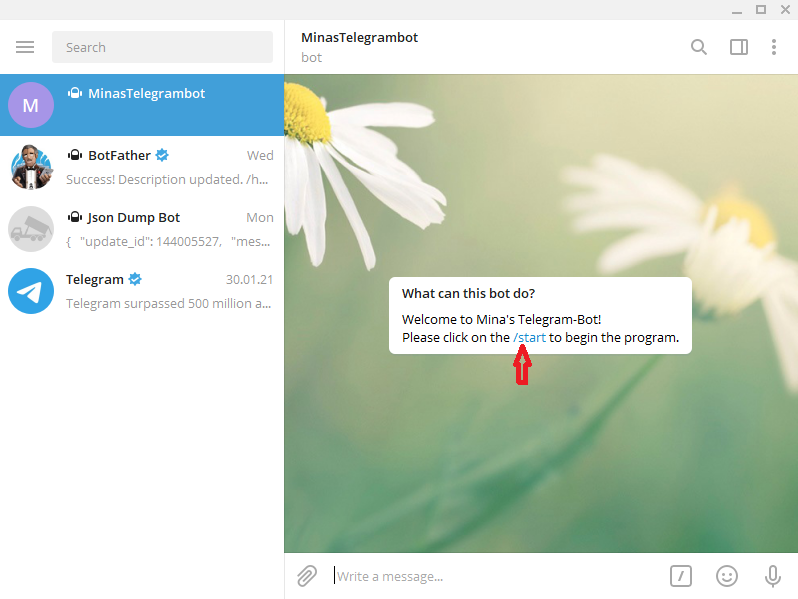 Search
M
MinasTelegrambot
BotFather
Wed
Success! Description updated. /h...
Json Dump Bot
Mon
{ "update_id": 144005527, "mes...
Telegram
30.01.21
Telegram surpassed 500 million a...
MinasTelegrambot
bot
What can this bot do?
Welcome to Mina's Telegram-Bot!
Please click on the /start to begin the program.
Write a message...
/